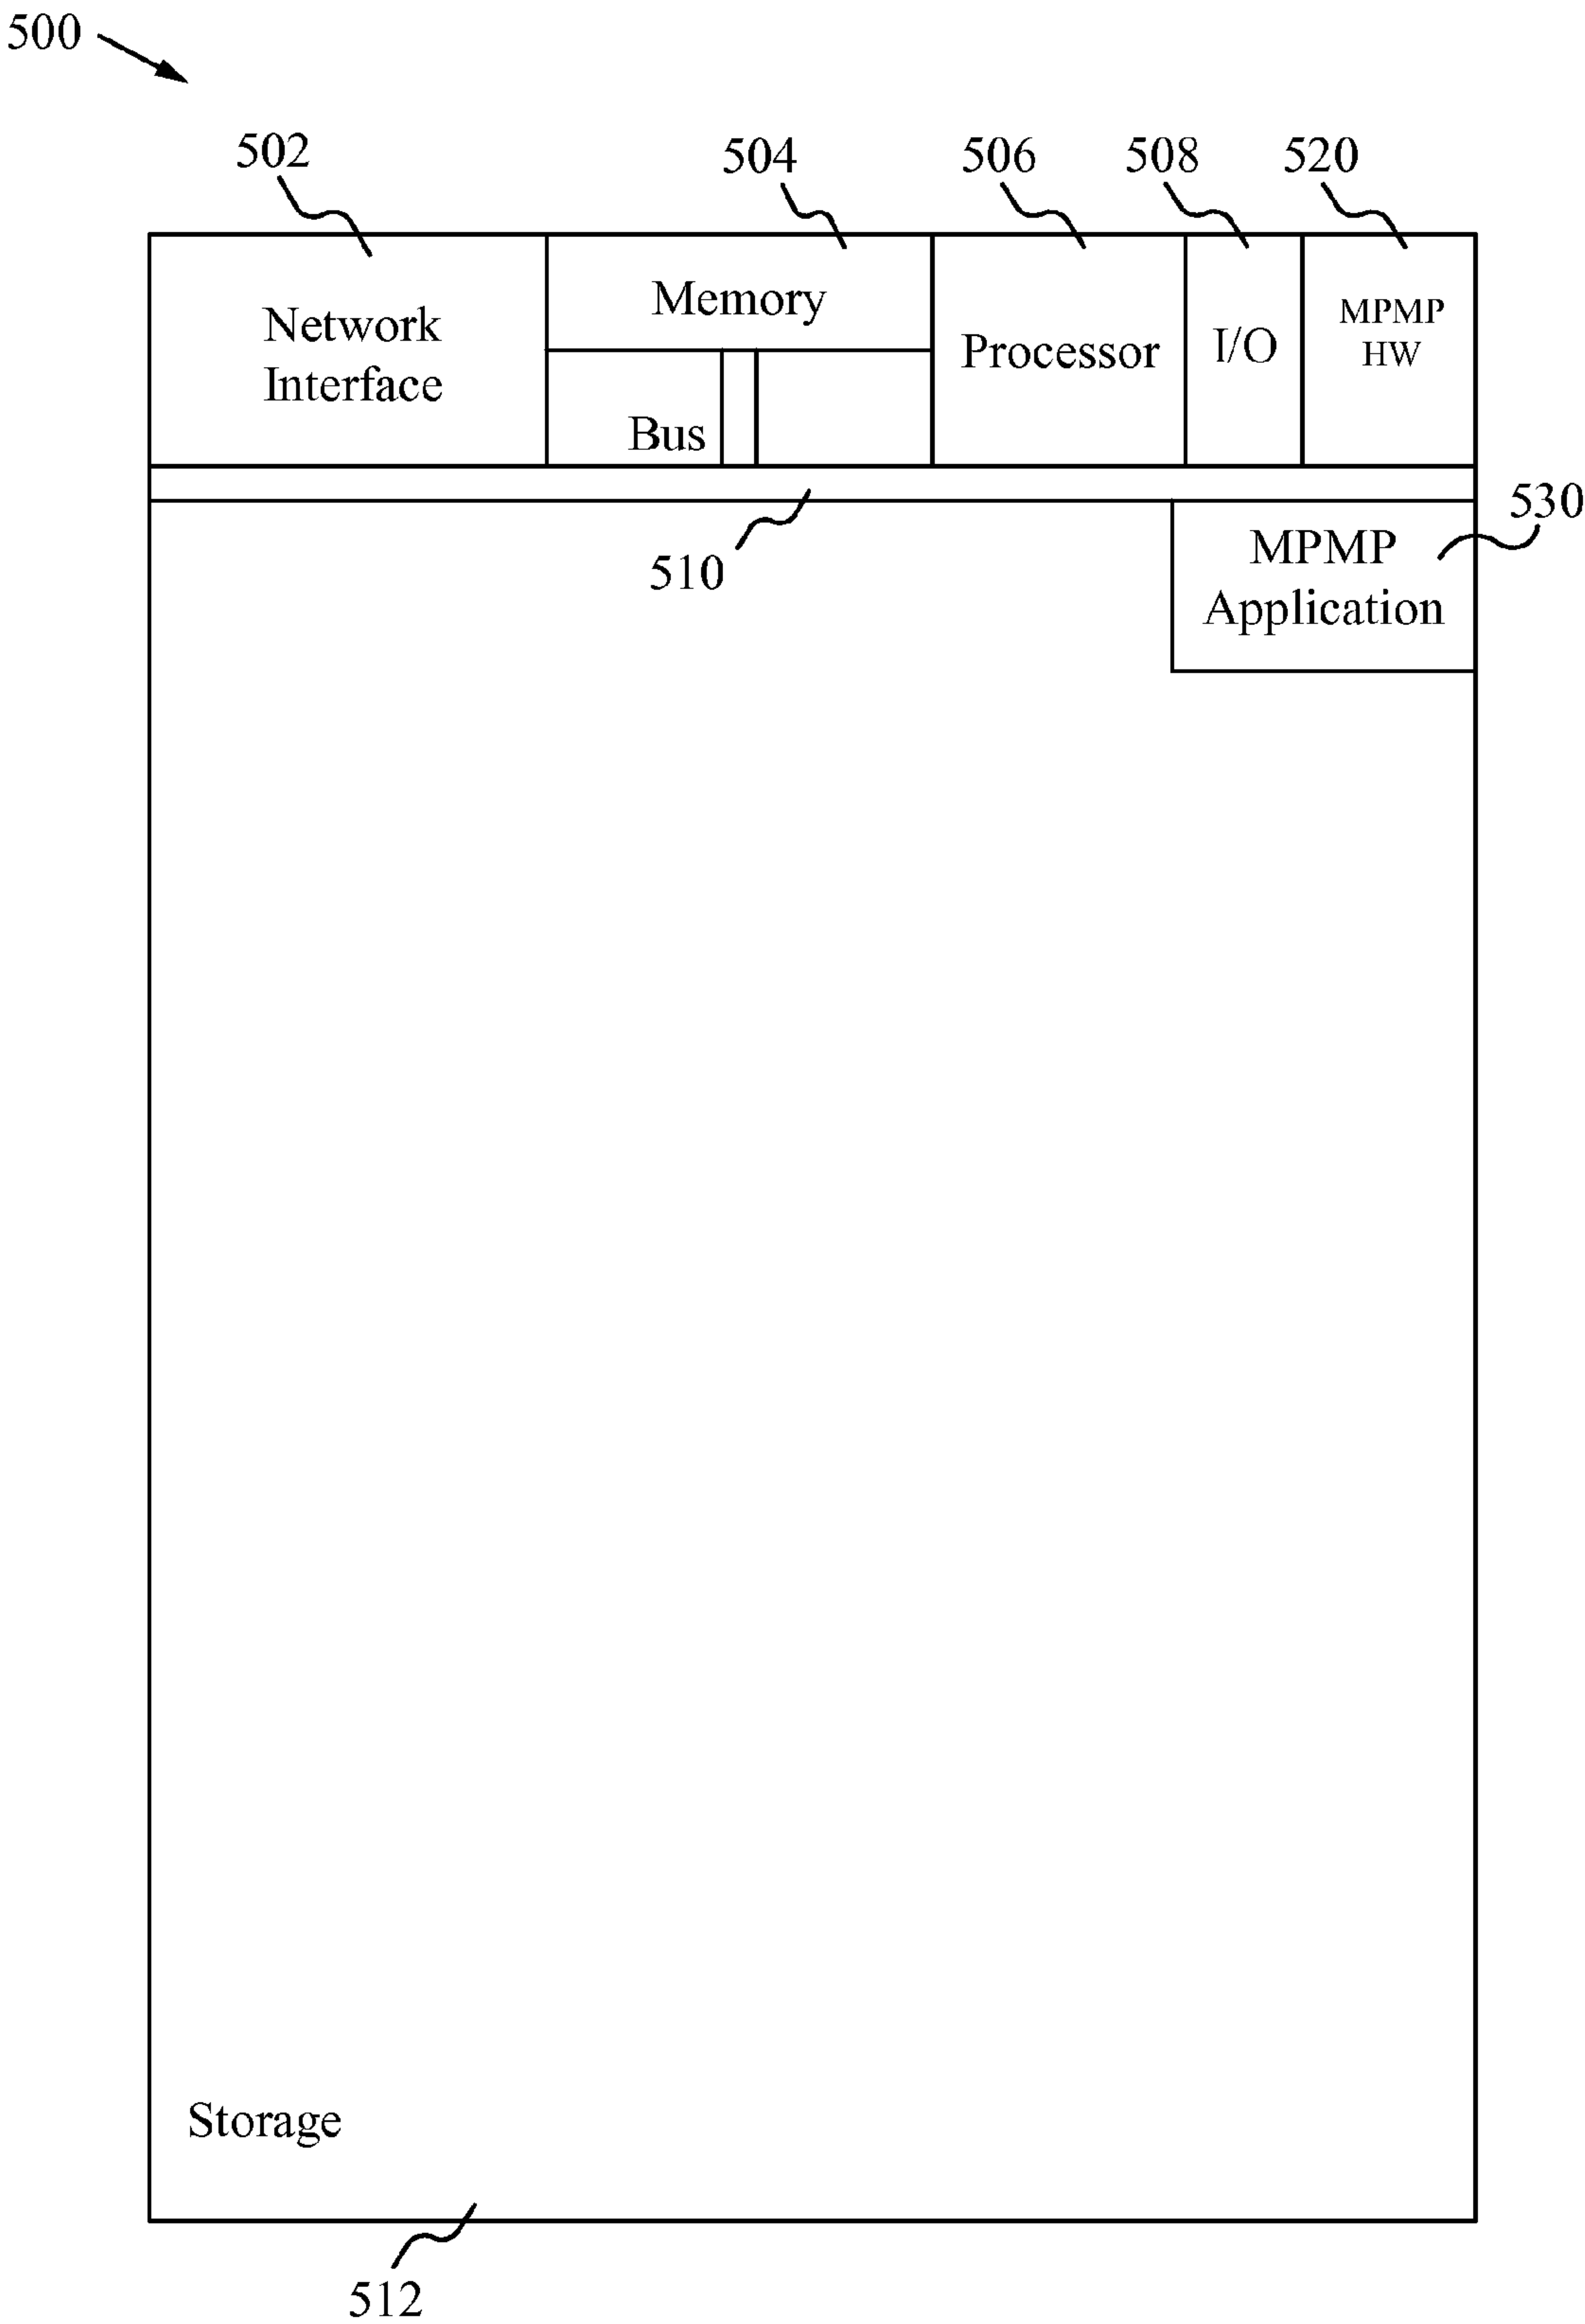 500
502
504
506
508
520
Network
Interface
Memory
Bus
Processor
I/O
MPMP
HW
510
530
MPMP
Application
Storage
512